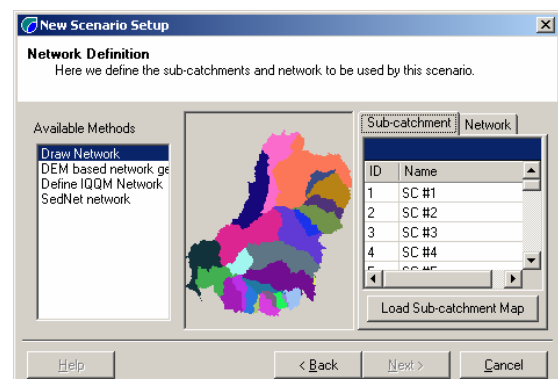 New Scenario Setup
Network Definition
Here we define the sub-catchments and network to be used by this scenario.
Available Methods
Draw Network
DEM based network ge
Define IQQM Network
SedNet network
Sub-catchment Network
ID Name
1 SC #1
2 SC #2
3 SC #3
4 SC #4
5 SC #5
Load Sub-catchment Map
Help
< Back
Next >
Cancel